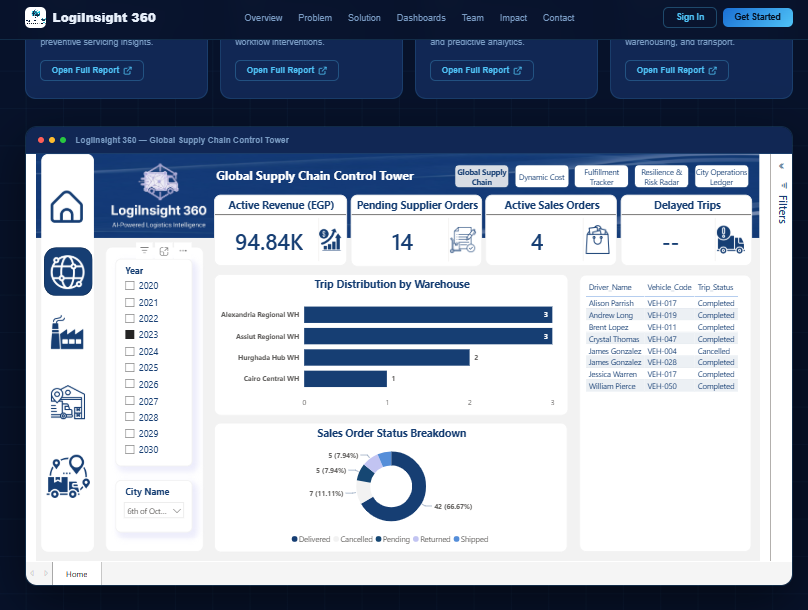 LogiInsight 360
Overview
Problem
Solution
Dashboards
Team
Impact
Contact
Sign In
Get Started
preventive servicing insights.
workflow interventions.
and predictive analytics.
warehousing, and transport.
Open Full Report
Open Full Report
Open Full Report
Open Full Report
LogiInsight 360 — Global Supply Chain Control Tower
LogiInsight 360
AI-Powered Logistics Intelligence
Global Supply Chain Control Tower
Global Supply
Chain
Dynamic Cost
Fulfillment
Tracker
Resilience &
Risk Radar
City Operations
Ledger
Active Revenue (EGP)
94.84K
Pending Supplier Orders
14
Active Sales Orders
4
Delayed Trips
--
Filters
Year
2020
2021
2022
2023
2024
2025
2026
2027
2028
2029
2030
City Name
6th of Oct...
Trip Distribution by Warehouse
Alexandria Regional WH
3
Assiut Regional WH
3
Hurghada Hub WH
2
Cairo Central WH
1
0
1
2
3
Sales Order Status Breakdown
5 (7.94%)
5 (7.94%)
7 (11.11%)
42 (66.67%)
Delivered
Cancelled
Pending
Returned
Shipped
Driver_Name Vehicle_Code Trip_Status
Alison Parrish VEH-017 Completed
Andrew Long VEH-019 Completed
Brent Lopez VEH-011 Completed
Crystal Thomas VEH-047 Completed
James Gonzalez VEH-004 Cancelled
James Gonzalez VEH-028 Completed
Jessica Warren VEH-017 Completed
William Pierce VEH-050 Completed
Home